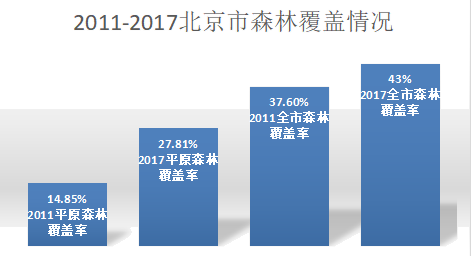 2011-2017北京市森林覆盖情况
14.85%
2011平原森林
覆盖率
27.81%
2017平原森林
覆盖率
37.60%
2011全市森林
覆盖率
43%
2017全市森林
覆盖率